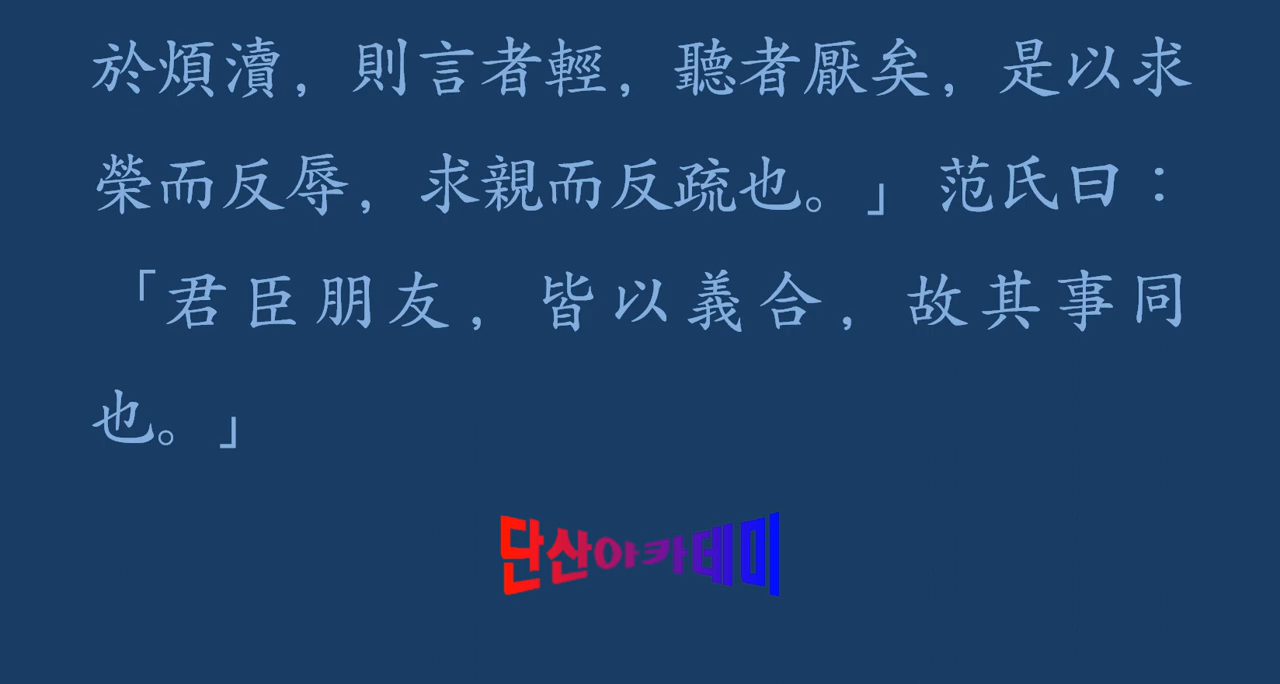 於煩瀆，則言者輕，聽者厭矣，是以求
榮而反辱，求親而反疏也。」范氏曰：
「君臣朋友，皆以義合，故其事同
也。」
단산아카데미